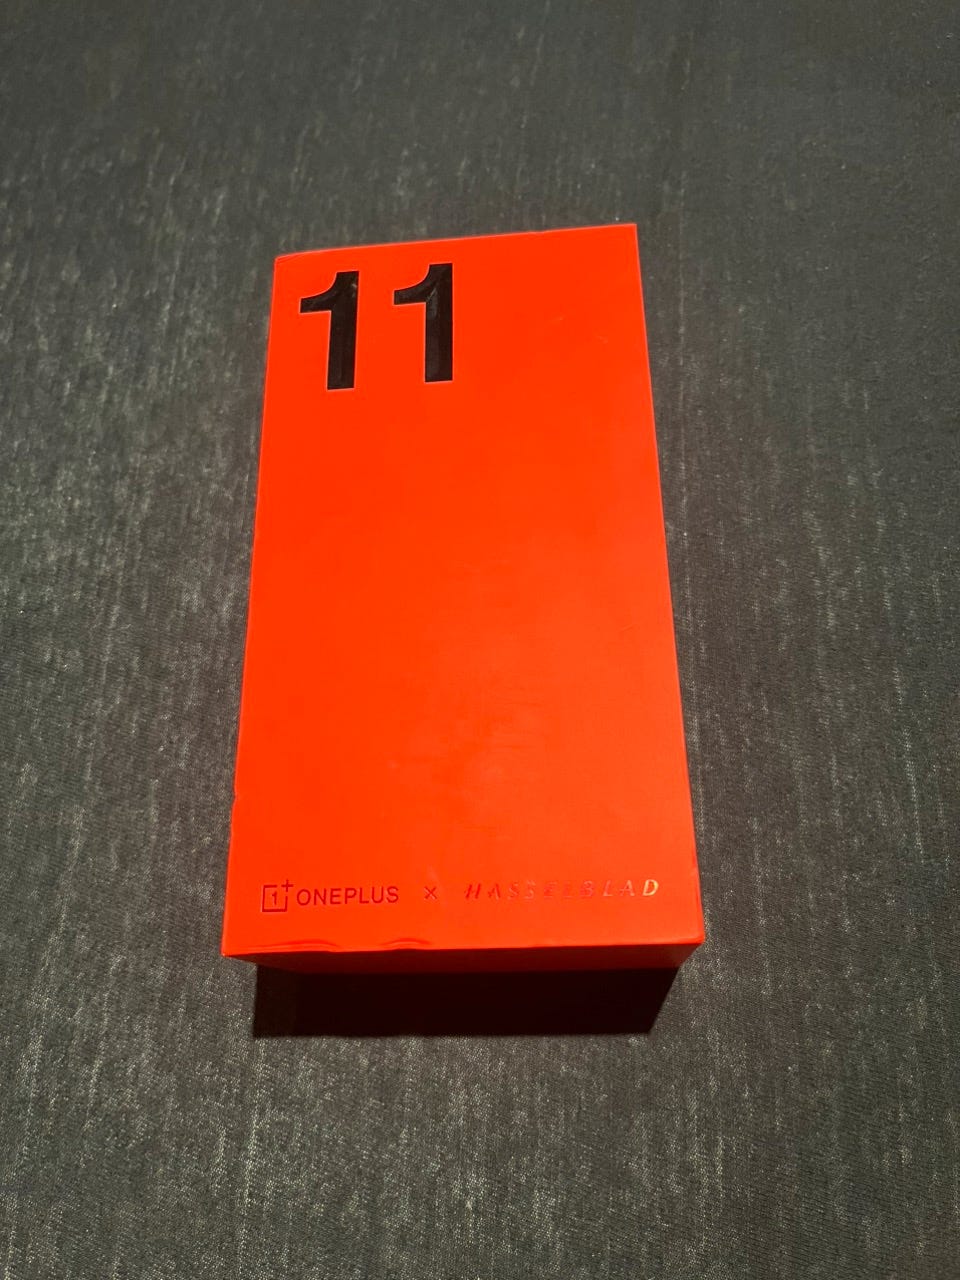 11
ONEPLUS × HASSELBLAD